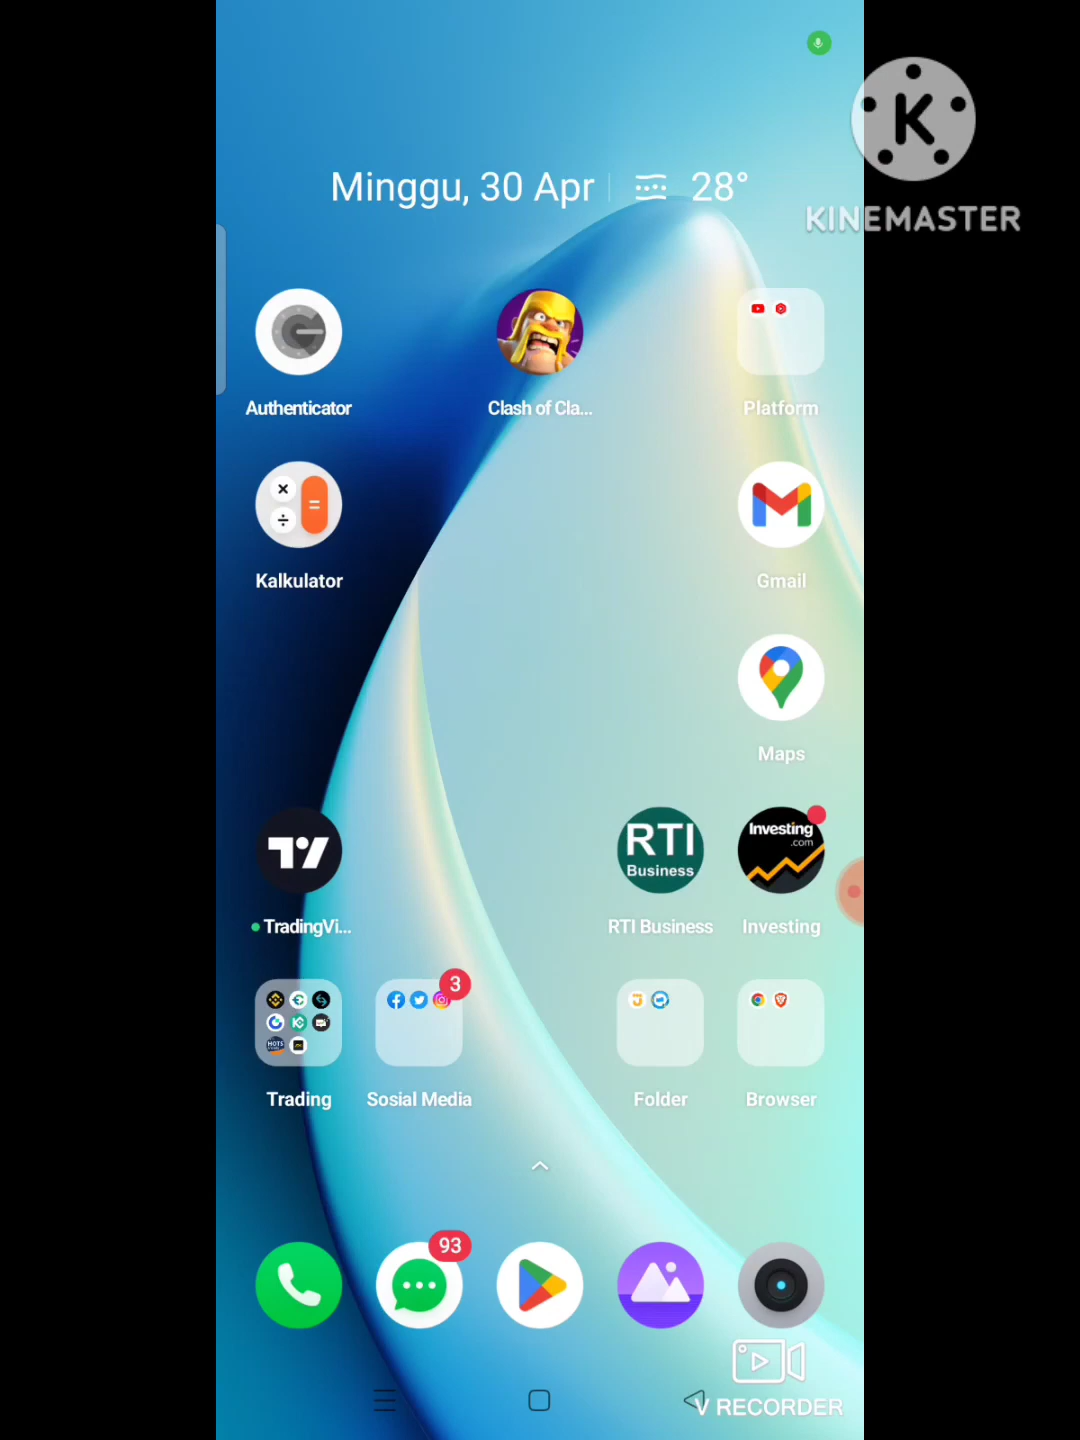 Minggu, 30 Apr
28°
KINEMASTER
Authenticator
Clash of Cla...
Platform
Kalkulator
Gmail
Maps
RTI
Business
Investing
.com
TradingVi...
RTI Business
Investing
3
HOTS
Trading
Sosial Media
Folder
Browser
93
V RECORDER